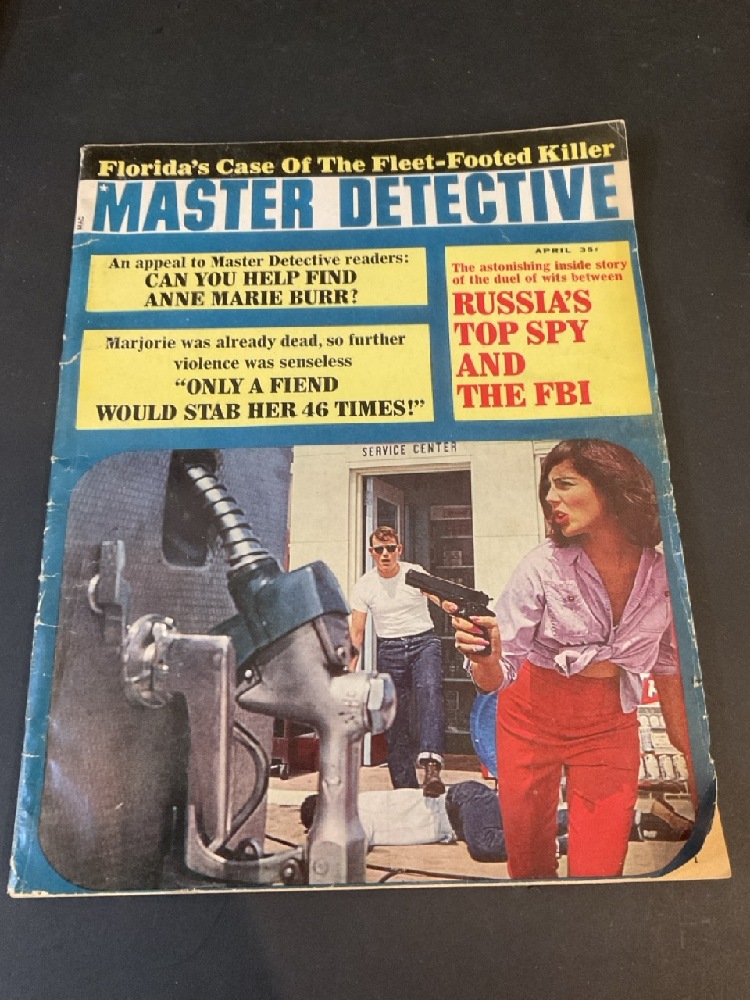 Florida's Case Of The Fleet-Footed Killer
MAC
MASTER DETECTIVE
An appeal to Master Detective readers:
CAN YOU HELP FIND
ANNE MARIE BURR?
Marjorie was already dead, so further
violence was senseless
"ONLY A FIEND
WOULD STAB HER 46 TIMES!"
APRIL 35¢
The astonishing inside story
of the duel of wits between
RUSSIA'S
TOP SPY
AND
THE FBI
SERVICE CENTER